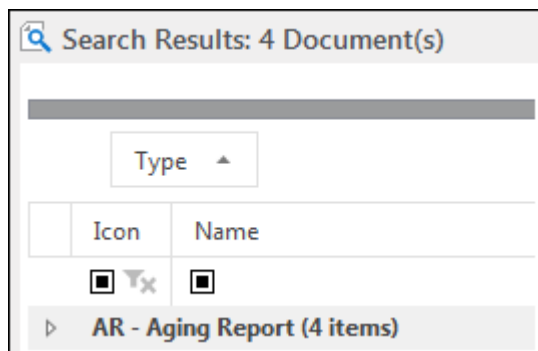 Search Results: 4 Document(s)
Type
Icon Name
AR - Aging Report (4 items)